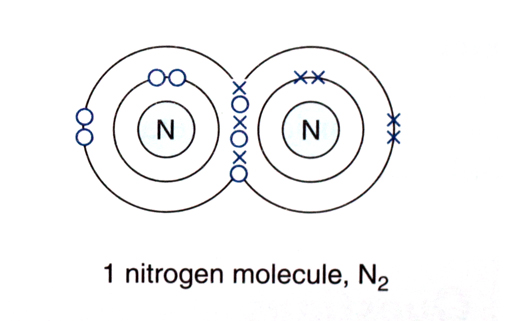 N N
1 nitrogen molecule, N₂